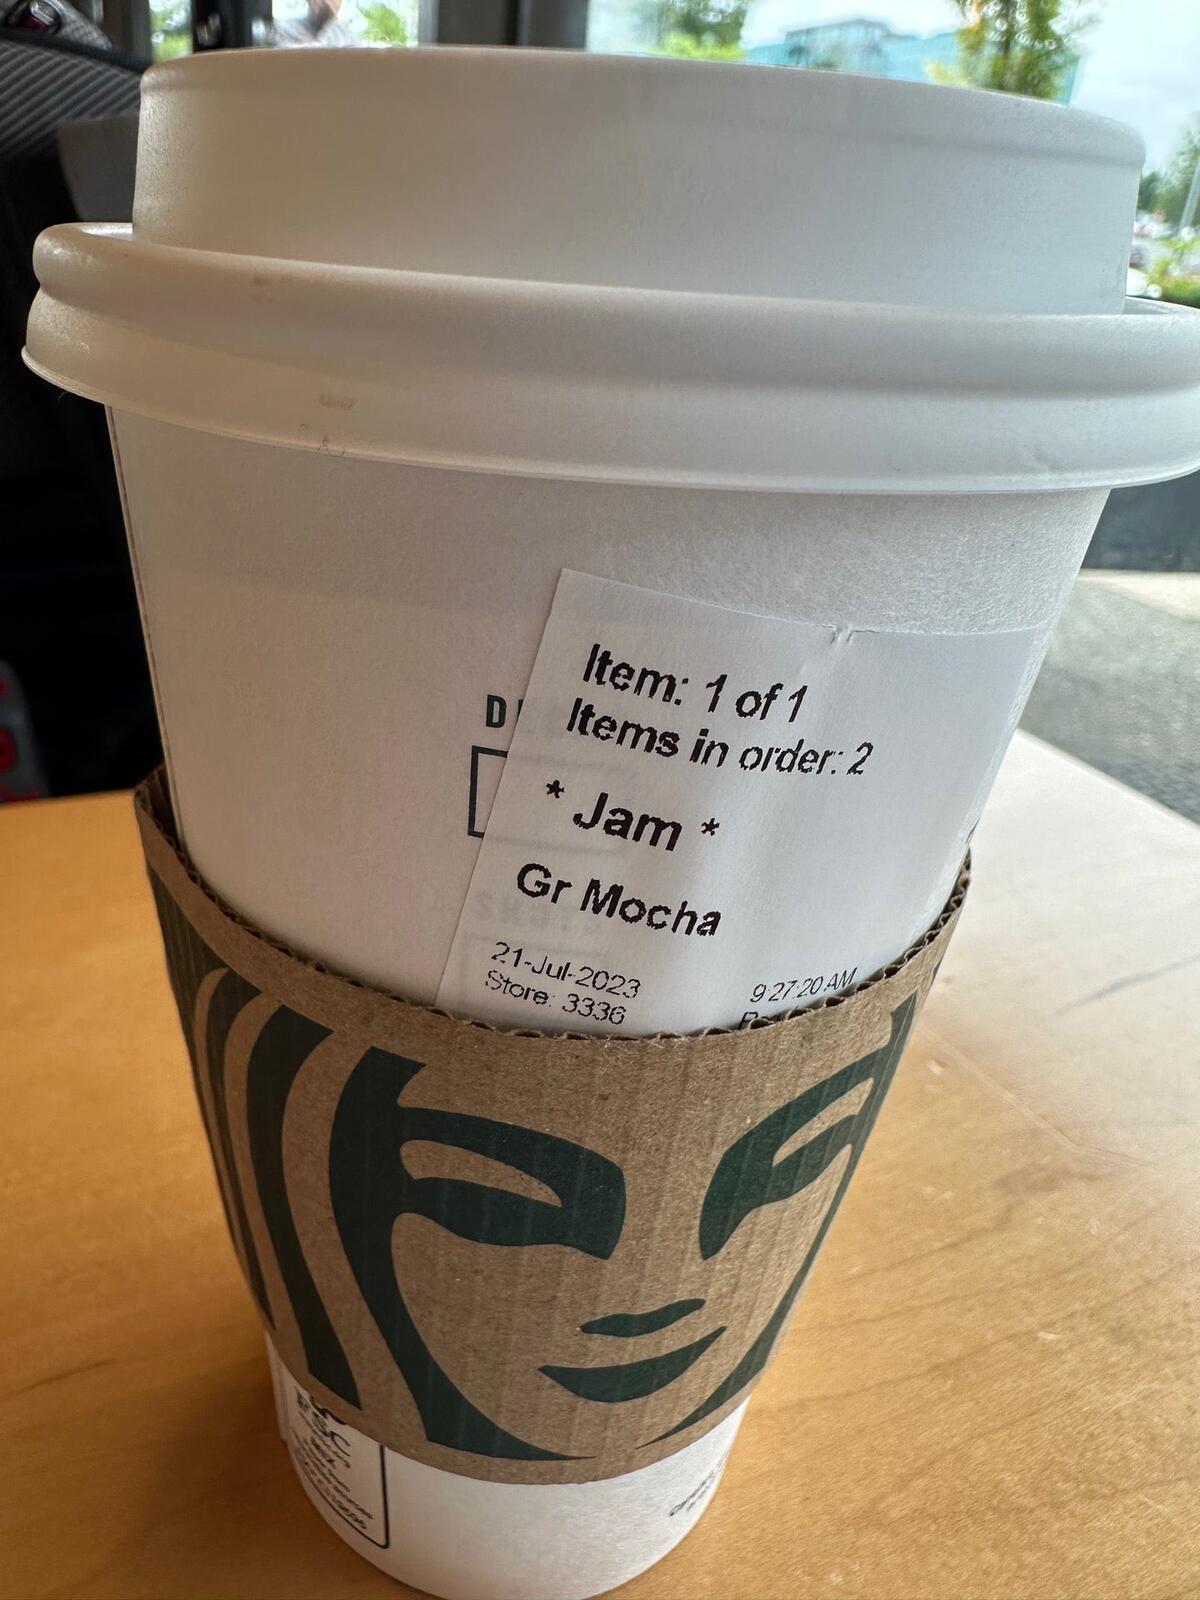 Item: 1 of 1
Items in order: 2
* Jam *
Gr Mocha
21-Jul-2023 9:27:20 AM
Store: 3336
FSC